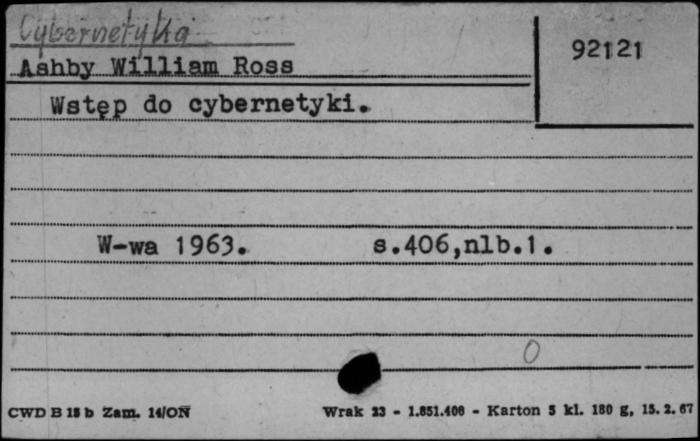 Cybernetyka
Ashby William Ross
92121
Wstęp do cybernetyki.
W-wa 1963. s.406,nlb.1.
0
CWD B 15 b Zam. 14/ON Wrak 23 - 1.851.400 - Karton 5 kl. 180 g, 15. 2. 67